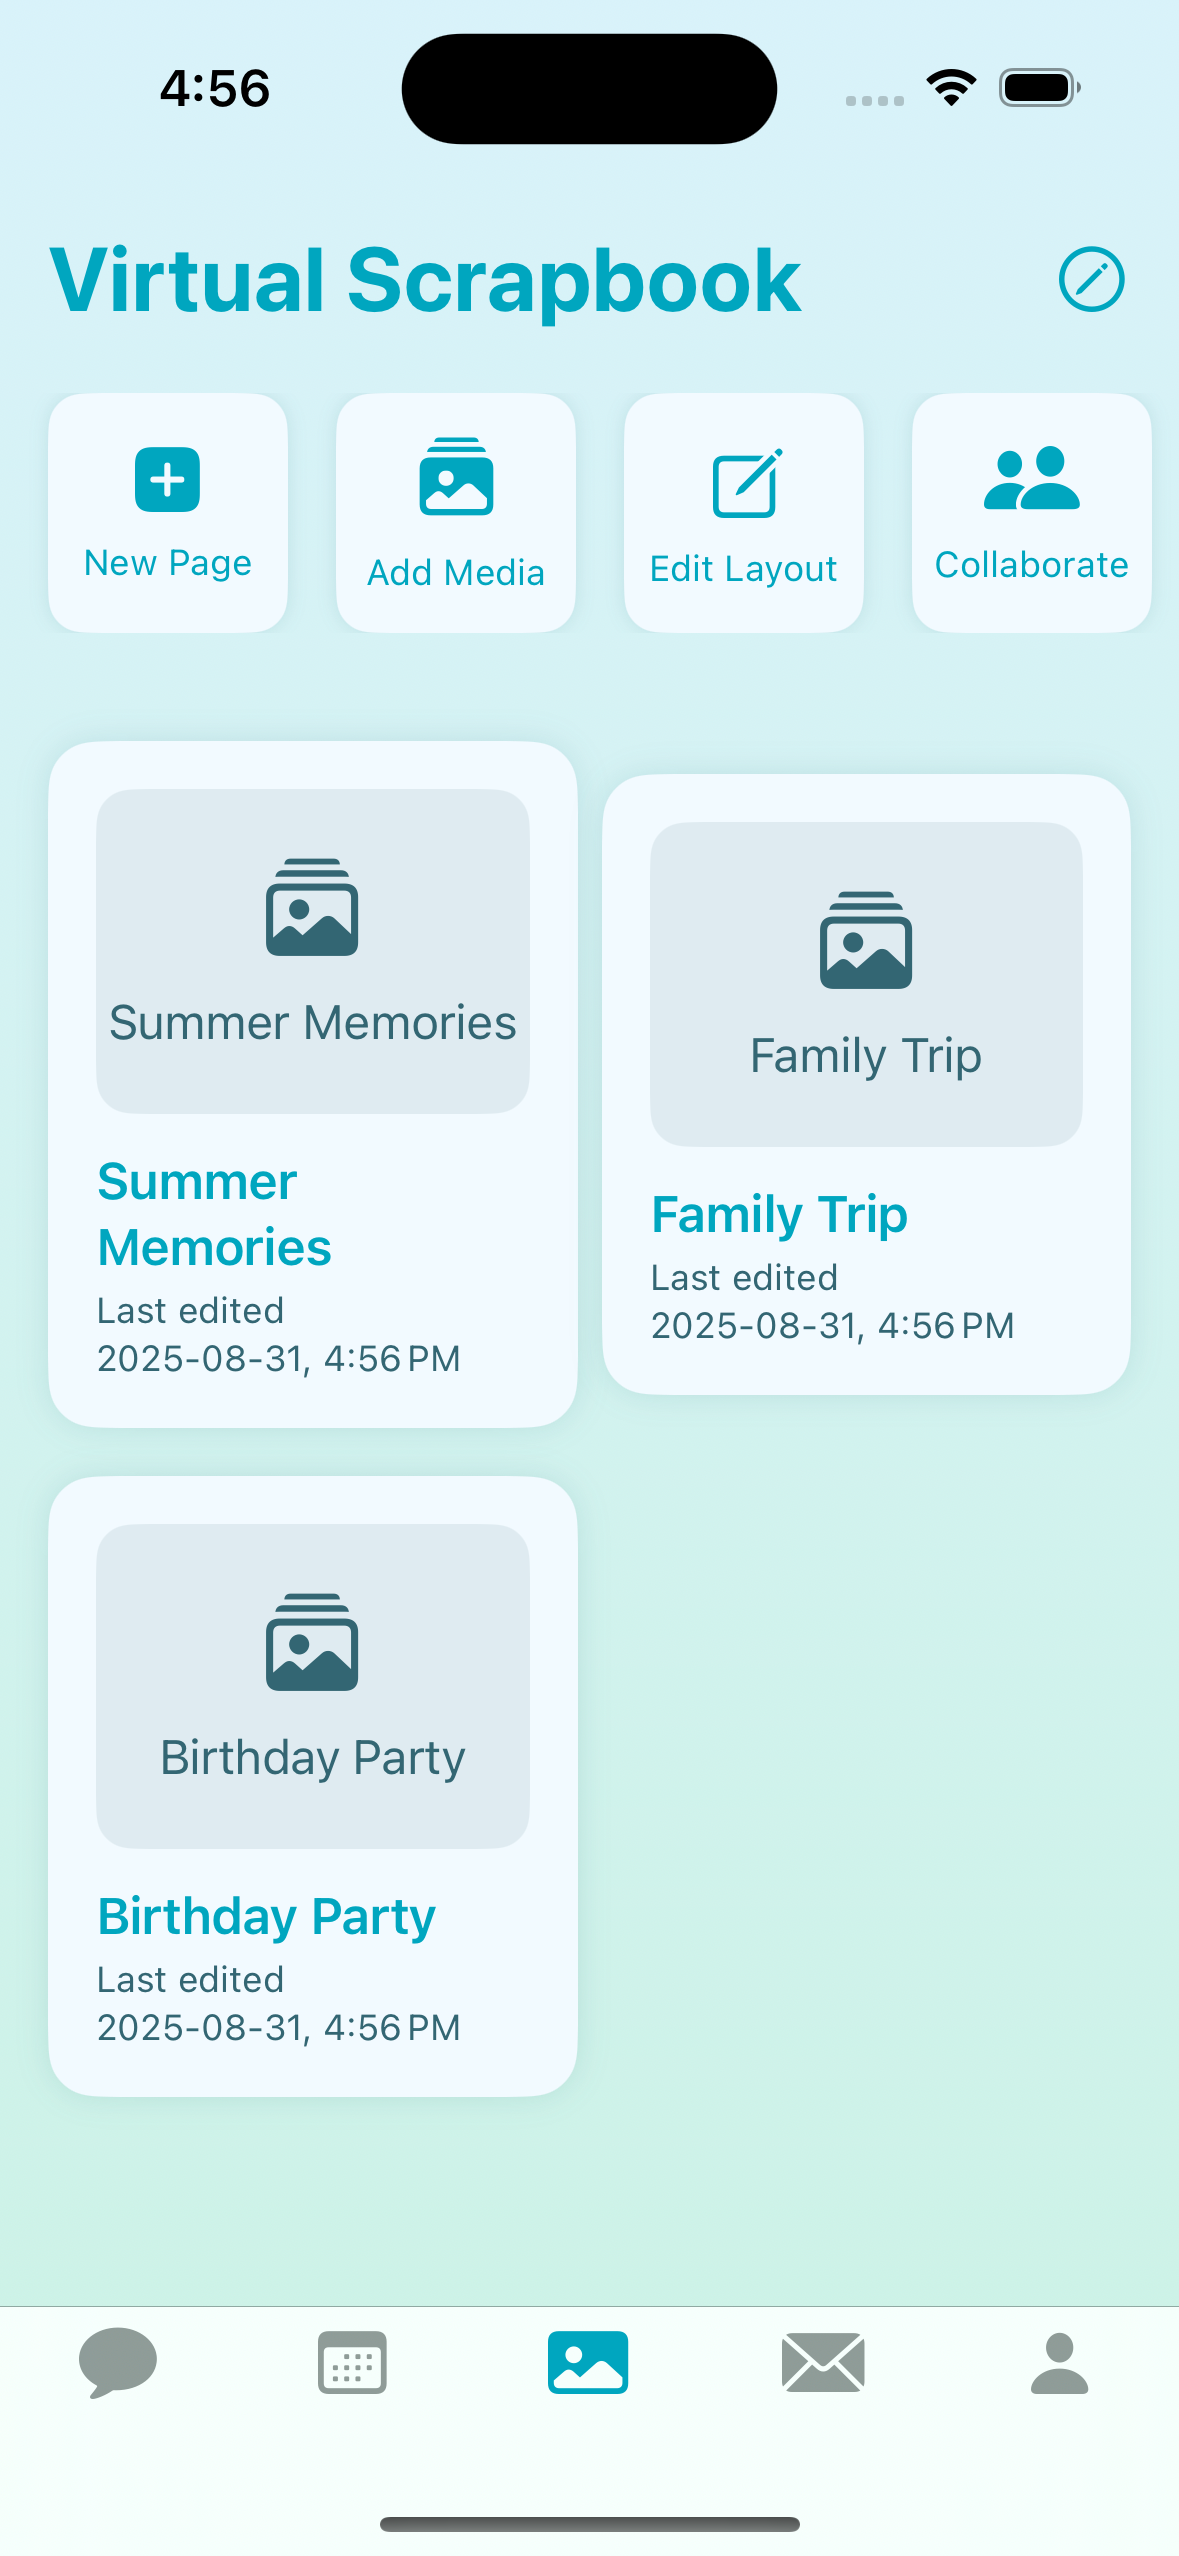 4:56
Virtual Scrapbook
New Page
Add Media
Edit Layout
Collaborate
Summer Memories
Summer
Memories
Last edited
2025-08-31, 4:56 PM
Family Trip
Family Trip
Last edited
2025-08-31, 4:56 PM
Birthday Party
Birthday Party
Last edited
2025-08-31, 4:56 PM